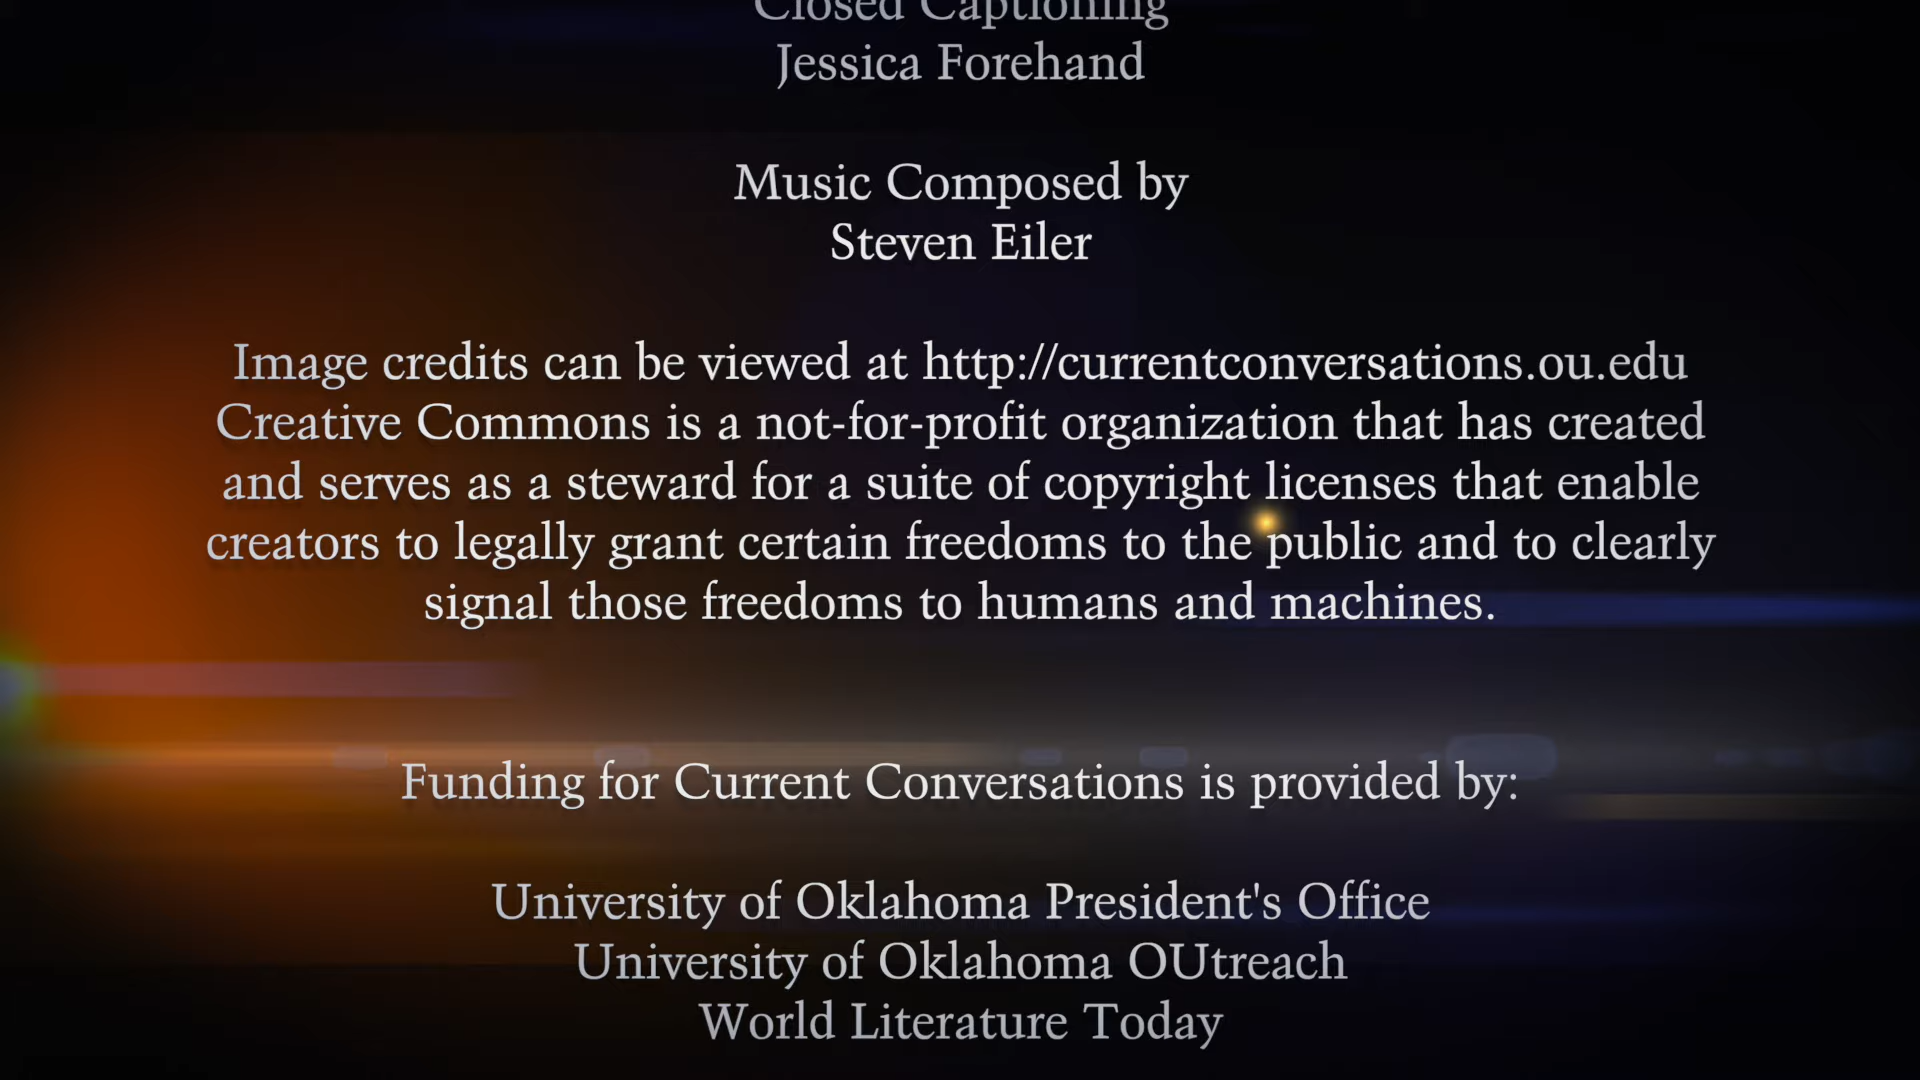 Closed Captioning
Jessica Forehand
Music Composed by
Steven Eiler
Image credits can be viewed at http://currentconversations.ou.edu
Creative Commons is a not-for-profit organization that has created
and serves as a steward for a suite of copyright licenses that enable
creators to legally grant certain freedoms to the public and to clearly
signal those freedoms to humans and machines.
Funding for Current Conversations is provided by:
University of Oklahoma President's Office
University of Oklahoma OUtreach
World Literature Today